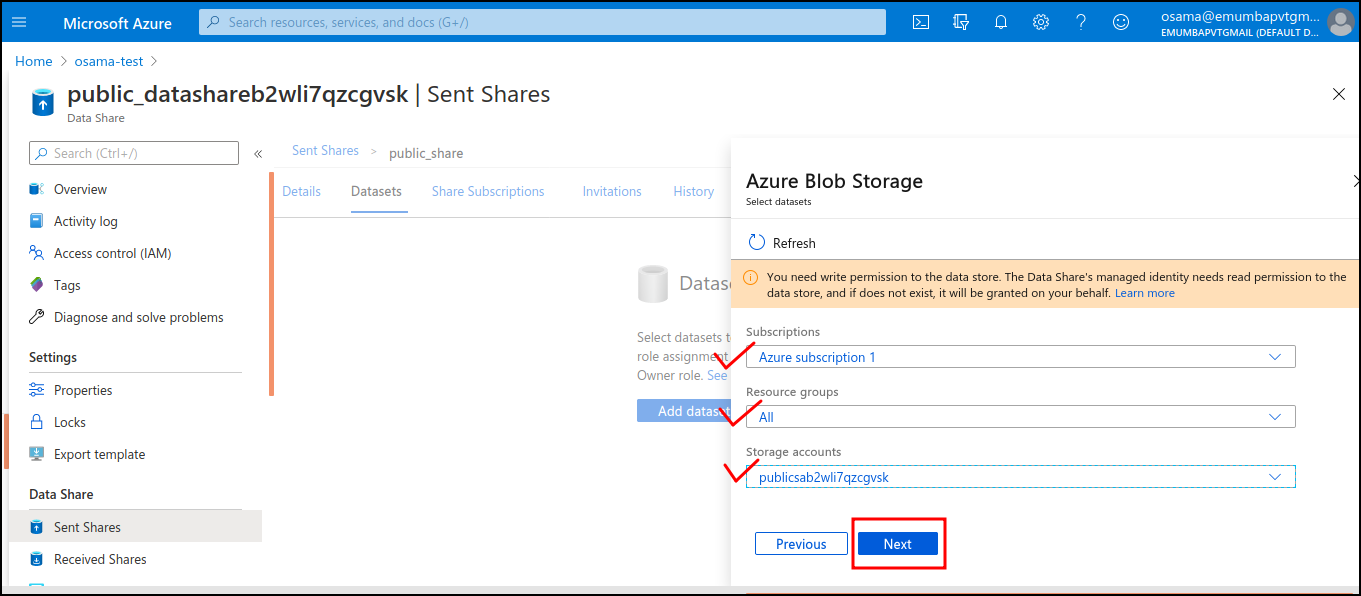 Microsoft Azure
Search resources, services, and docs (G+/)
osama@emumbapvtgm...
EMUMBAPVTGMAIL (DEFAULT D...
Home > osama-test >
public_datashareb2wli7qzcgvsk | Sent Shares
Data Share
Search (Ctrl+/)
«
Overview
Activity log
Access control (IAM)
Tags
Diagnose and solve problems
Settings
Properties
Locks
Export template
Data Share
Sent Shares
Received Shares
Sent Shares > public_share
Details Datasets Share Subscriptions Invitations History
Datase
Select datasets t
role assignment
Owner role. See
Add datase
Azure Blob Storage
Select datasets
Refresh
You need write permission to the data store. The Data Share's managed identity needs read permission to the
data store, and if does not exist, it will be granted on your behalf. Learn more
Subscriptions
Azure subscription 1
Resource groups
All
Storage accounts
publicsab2wli7qzcgvsk
Previous Next